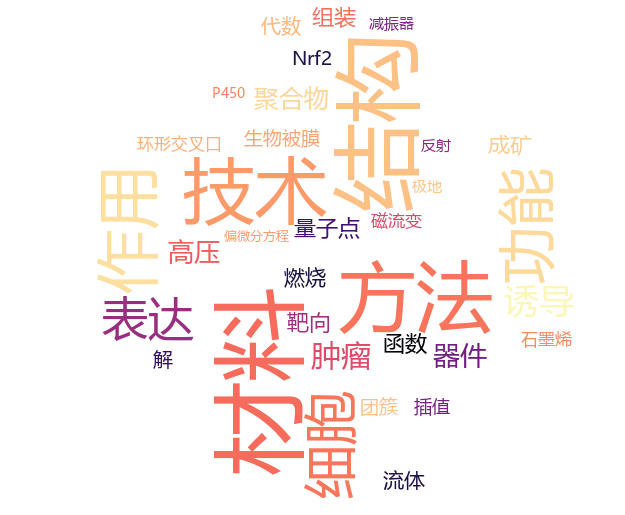 组装
减振器
代数
Nrf2
结构
P450
聚合物
环形交叉口
生物被膜
反射
成矿
技术
极地
作用
功能
磁流变
量子点
偏微分方程
高压
燃烧
方法
诱导
表达
靶向
材料
石墨烯
函数
器件
肿瘤
解
细胞
团簇
插值
流体